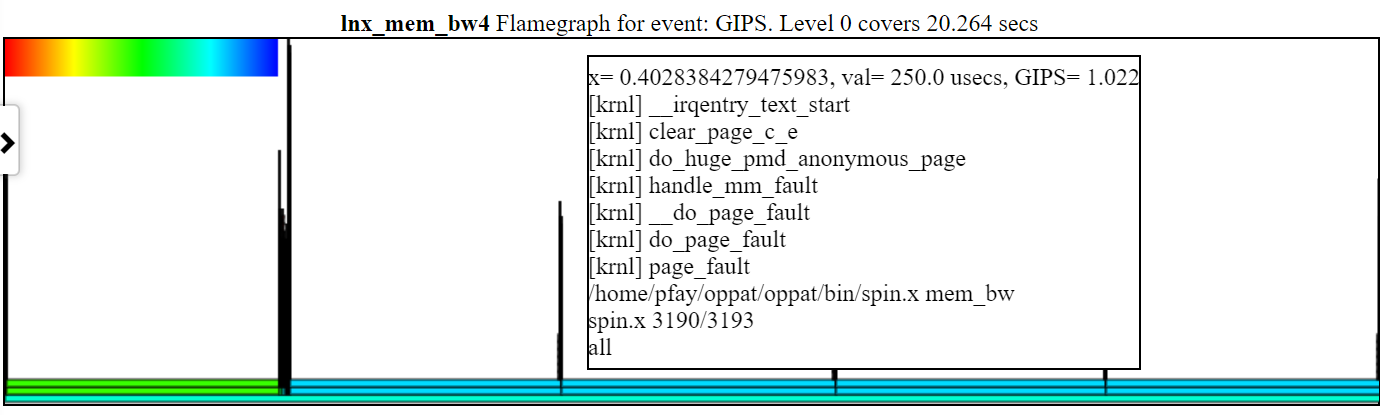 lnx_mem_bw4 Flamegraph for event: GIPS. Level 0 covers 20.264 secs
x= 0.4028384279475983, val= 250.0 usecs, GIPS= 1.022
[krnl] __irqentry_text_start
[krnl] clear_page_c_e
[krnl] do_huge_pmd_anonymous_page
[krnl] handle_mm_fault
[krnl] __do_page_fault
[krnl] do_page_fault
[krnl] page_fault
/home/pfay/oppat/oppat/bin/spin.x mem_bw
spin.x 3190/3193
all